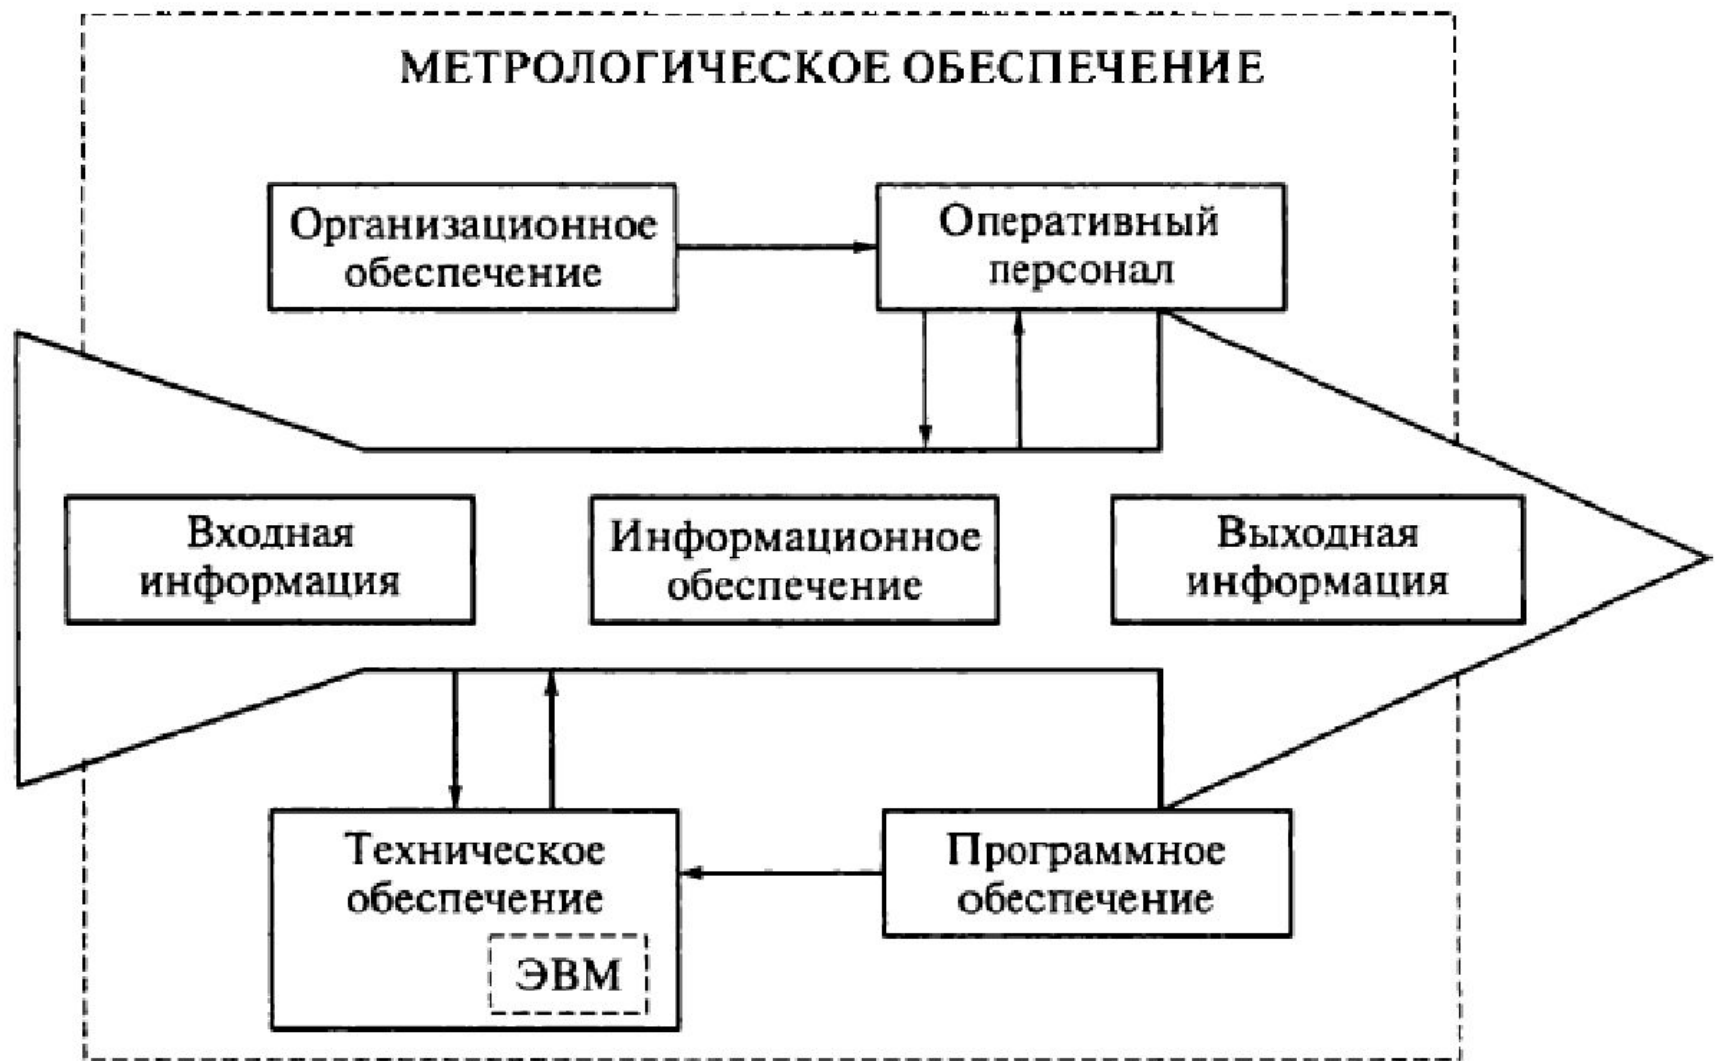 МЕТРОЛОГИЧЕСКОЕ ОБЕСПЕЧЕНИЕ
Организационное
обеспечение
Оперативный
персонал
Входная
информация
Информационное
обеспечение
Выходная
информация
Техническое
обеспечение
ЭВМ
Программное
обеспечение